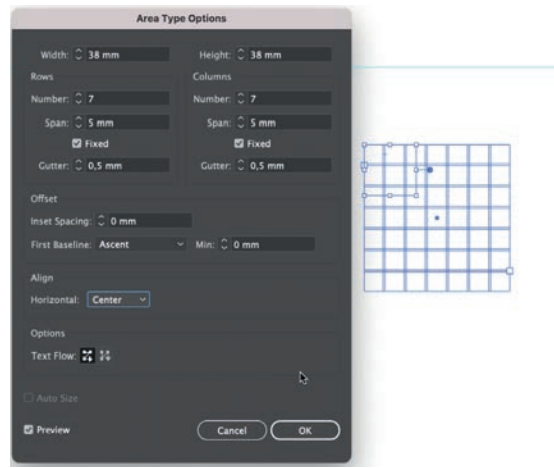 Area Type Options
Width: 38 mm Height: 38 mm
Rows Columns
Number: 7 Number: 7
Span: 5 mm Span: 5 mm
Fixed Fixed
Gutter: 0,5 mm Gutter: 0,5 mm
Offset
Inset Spacing: 0 mm
First Baseline: Ascent Min: 0 mm
Align
Horizontal: Center
Options
Text Flow:
Auto Size
Preview Cancel OK